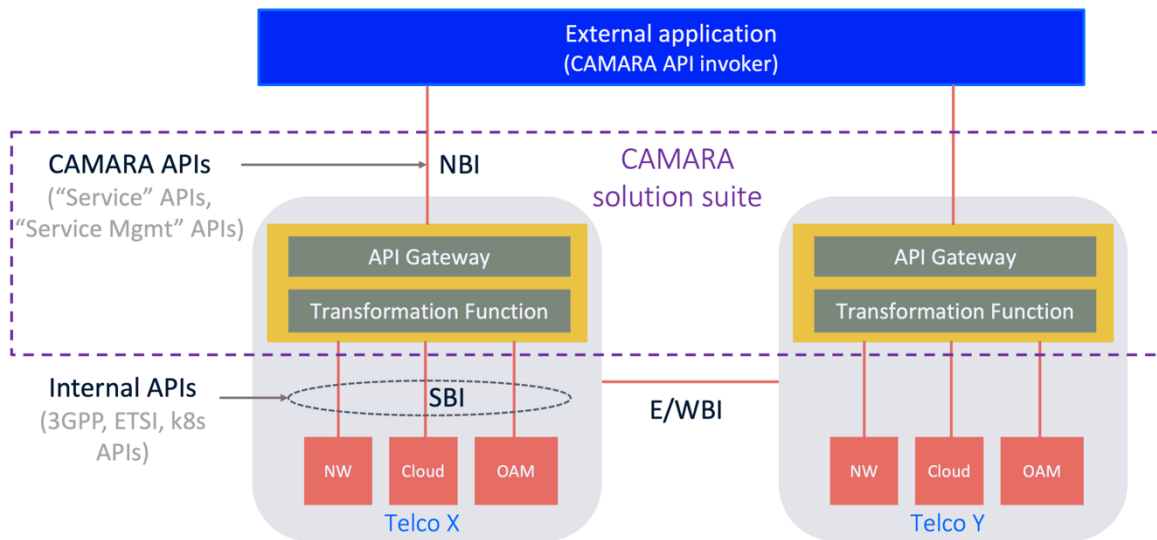 External application
(CAMARA API invoker)
CAMARA APIs
(“Service” APIs,
“Service Mgmt” APIs)
NBI
CAMARA
solution suite
API Gateway
Transformation Function
API Gateway
Transformation Function
Internal APIs
(3GPP, ETSI, k8s
APIs)
SBI
E/WBI
NW
Cloud
OAM
NW
Cloud
OAM
Telco X
Telco Y